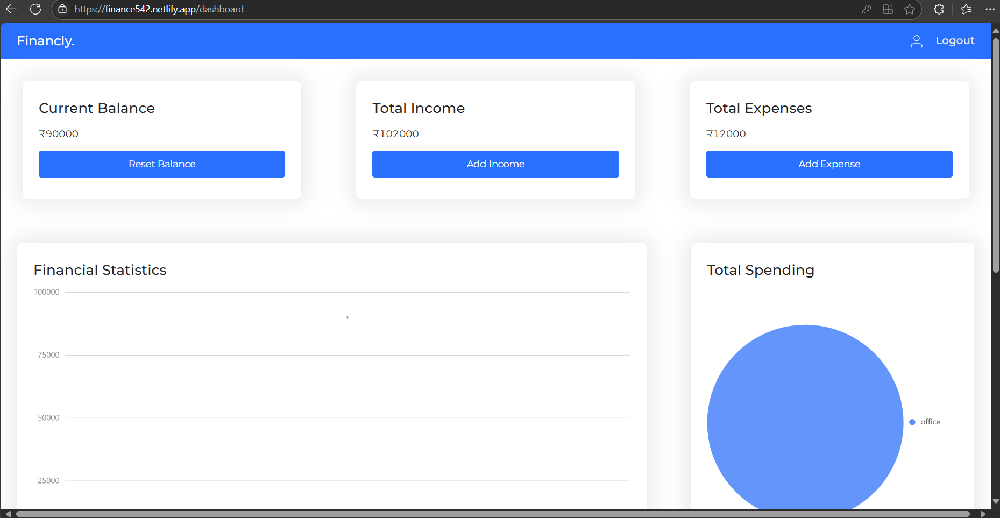 https://finance542.netlify.app/dashboard
Financly.
Logout
Current Balance
₹90000
Reset Balance
Total Income
₹102000
Add Income
Total Expenses
₹12000
Add Expense
Financial Statistics
100000
75000
50000
25000
Total Spending
office